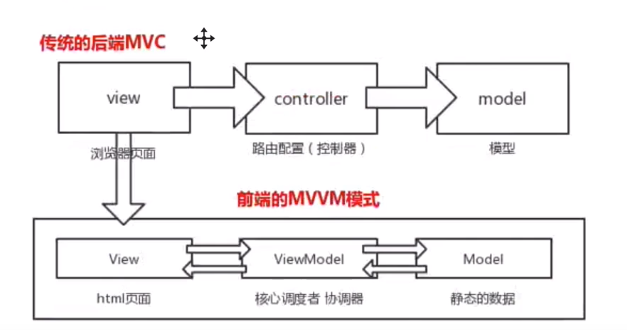 传统的后端MVC
view
controller
model
浏览器页面
路由配置（控制器）
模型
前端的MVVM模式
View
ViewModel
Model
html页面
核心调度者 协调器
静态的数据